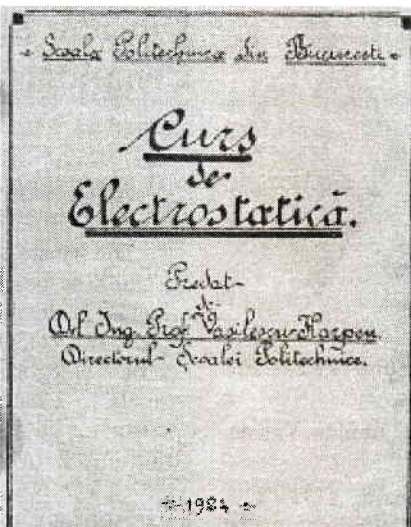 Școala Politechnica din București
Curs
de
Electrostatică.
Predat
de
Dl Ing. Prof. Vasilescu-Karpen.
Directorul Școalei Politechnice.
1924